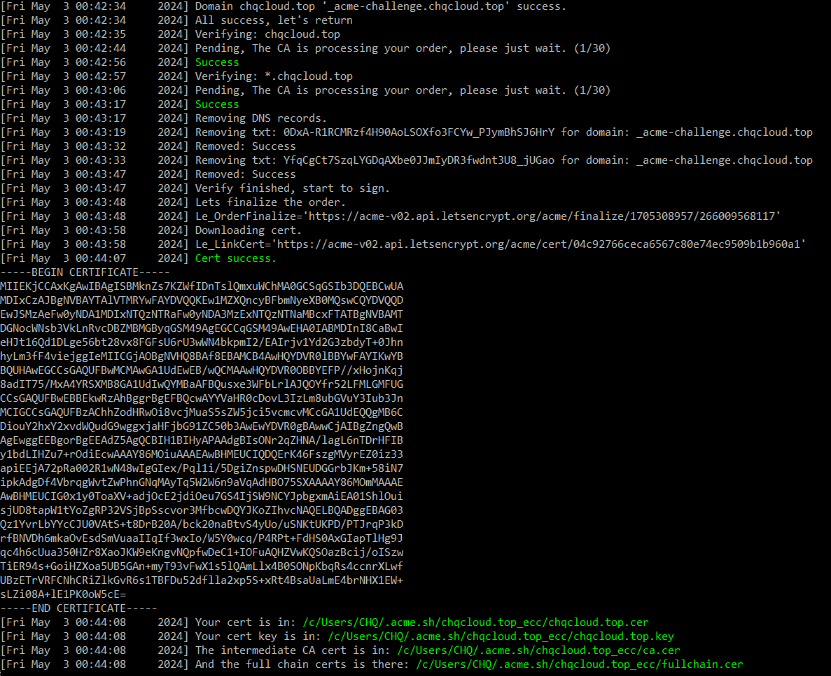 [Fri May  3 00:42:34     2024] Domain chqcloud.top '_acme-challenge.chqcloud.top' success.
[Fri May  3 00:42:34     2024] All success, let's return
[Fri May  3 00:42:35     2024] Verifying: chqcloud.top
[Fri May  3 00:42:44     2024] Pending, The CA is processing your order, please just wait. (1/30)
[Fri May  3 00:42:56     2024] Success
[Fri May  3 00:42:57     2024] Verifying: *.chqcloud.top
[Fri May  3 00:43:06     2024] Pending, The CA is processing your order, please just wait. (1/30)
[Fri May  3 00:43:17     2024] Success
[Fri May  3 00:43:17     2024] Removing DNS records.
[Fri May  3 00:43:19     2024] Removing txt: 0DxA-R1RCMRzf4H90AoLSOXfo3FCYw_PJymBhSJ6HrY for domain: _acme-challenge.chqcloud.top
[Fri May  3 00:43:32     2024] Removed: Success
[Fri May  3 00:43:33     2024] Removing txt: YfqCgCt7SzqLYGDqAXbe0JJmIyDR3fwdnt3U8_jUGao for domain: _acme-challenge.chqcloud.top
[Fri May  3 00:43:47     2024] Removed: Success
[Fri May  3 00:43:47     2024] Verify finished, start to sign.
[Fri May  3 00:43:48     2024] Lets finalize the order.
[Fri May  3 00:43:48     2024] Le_OrderFinalize='https://acme-v02.api.letsencrypt.org/acme/finalize/1705308957/266009568117'
[Fri May  3 00:43:58     2024] Downloading cert.
[Fri May  3 00:43:58     2024] Le_LinkCert='https://acme-v02.api.letsencrypt.org/acme/cert/04c92766ceca6567c80e74ec9509b1b960a1'
[Fri May  3 00:44:07     2024] Cert success.
-----BEGIN CERTIFICATE-----
MIIEKjCCAxKgAwIBAgISBMknZs7KZWfIDnTslQmxuWChMA0GCSqGSIb3DQEBCwUA
MDIxCzAJBgNVBAYTAlVTMRYwFAYDVQQKEw1MZXQncyBFbmNyeXB0MQswCQYDVQQD
EwJSMzAeFw0yNDA1MDIxNTQzNTRaFw0yNDA3MzExNTQzNTNaMBcxFTATBgNVBAMT
DGNocWNsb3VkLnRvcDBZMBMGByqGSM49AgEGCCqGSM49AwEHA0IABMDInI8CaBwI
eHJt16Qd1DLge56bt28vx8FGFsU6rU3wWN4bkpmI2/EAIrjv1Yd2G3zbdyT+0Jhn
hyLm3fF4viejggIeMIICGjAOBgNVHQ8BAf8EBAMCB4AwHQYDVR0lBBYwFAYIKwYB
BQUHAwEGCCsGAQUFBwMCMAwGA1UdEwEB/wQCMAAwHQYDVR0OBBYEFP//xHojnKqj
8adIT75/MxA4YRSXMB8GA1UdIwQYMBaAFBQusxe3WFbLrlAJQOYfr52LFMLGMFUG
CCsGAQUFBwEBBEkwRzAhBggrBgEFBQcwAYYVaHR0cDovL3IzLm8ubGVuY3Iub3Jn
MCIGCCsGAQUFBzAChhZodHRwOi8vcjMuaS5sZW5jci5vcmcvMCcGA1UdEQQgMB6C
DiouY2hxY2xvdWQudG9wggxjaHFjbG91ZC50b3AwEwYDVR0gBAwwCjAIBgZngQwB
AgEwggEEBgorBgEEAdZ5AgQCBIH1BIHyAPAAdgBIsONr2qZHNA/lagL6nTDrHFIB
y1bdLIHZu7+rOdiEcwAAAY86MOiuAAAEAwBHMEUCIQDQErK46FszgMVyrEZ0iz33
apiEEjA72pRa002R1wN48wIgGIex/Pql1i/5DgiZnspwDHSNEUDGGrbJKm+58iN7
ipkAdgDf4VbrqgWvtZwPhnGNqMAyTq5W2W6n9aVqAdHBO75SXAAAAY86MOmMAAAE
AwBHMEUCIG0x1y0ToaXV+adjOcE2jdiOeu7GS4IjSW9NCYJpbgxmAiEA01ShlOui
sjUD8tapW1tYoZgRP32VSjBpSscvor3MfbcwDQYJKoZIhvcNAQELBQADggEBAG03
Qz1YvrLbYYcCJU0VAtS+t8DrB20A/bck20naBtvS4yUo/uSNKtUKPD/PTJrqP3kD
rfBNVDh6mkaOvEsdSmVuaaIIqIf3wxIo/W5Y0wcq/P4RPt+FdHS0AxGIapTlHg9J
qc4h6cUua350HZr8XaoJKW9eKngvNQpfwDeC1+IOFuAQHZVwKQSOazBcij/oISzw
TiER94s+GoiHZXoa5UB5GAn+myT93vFwX1s5lQAmLlx4B0SONpKbqRs4ccnrXLwf
UBzETrVRFCNhCRiZlkGvR6s1TBFDu52dflla2xp5S+xRt4BsaUaLmE4brNHX1EW+
sLZi08A+lE1PK0oW5cE=
-----END CERTIFICATE-----
[Fri May  3 00:44:08     2024] Your cert is in: /c/Users/CHQ/.acme.sh/chqcloud.top_ecc/chqcloud.top.cer
[Fri May  3 00:44:08     2024] Your cert key is in: /c/Users/CHQ/.acme.sh/chqcloud.top_ecc/chqcloud.top.key
[Fri May  3 00:44:08     2024] The intermediate CA cert is in: /c/Users/CHQ/.acme.sh/chqcloud.top_ecc/ca.cer
[Fri May  3 00:44:08     2024] And the full chain certs is there: /c/Users/CHQ/.acme.sh/chqcloud.top_ecc/fullchain.cer